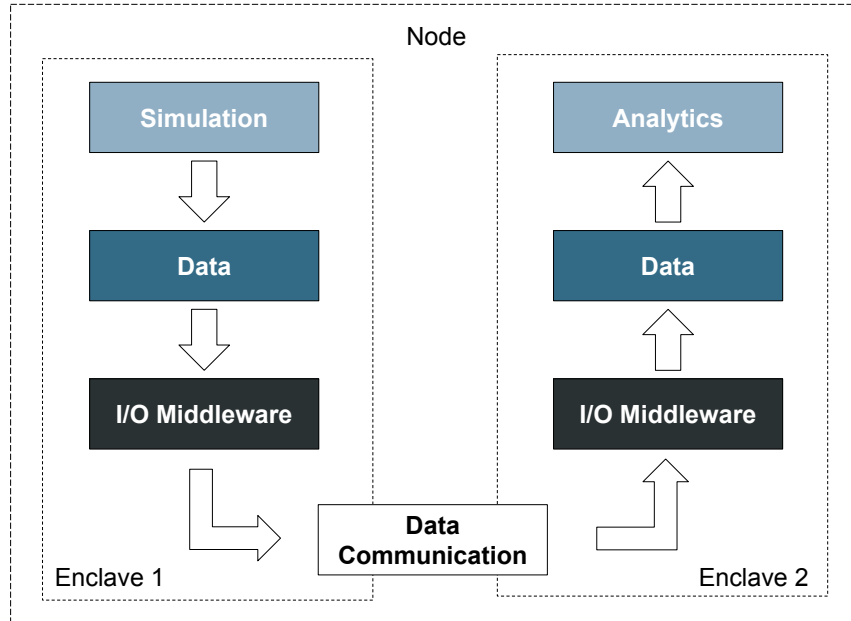 Node
Simulation
Data
I/O Middleware
Enclave 1
Data
Communication
Analytics
Data
I/O Middleware
Enclave 2